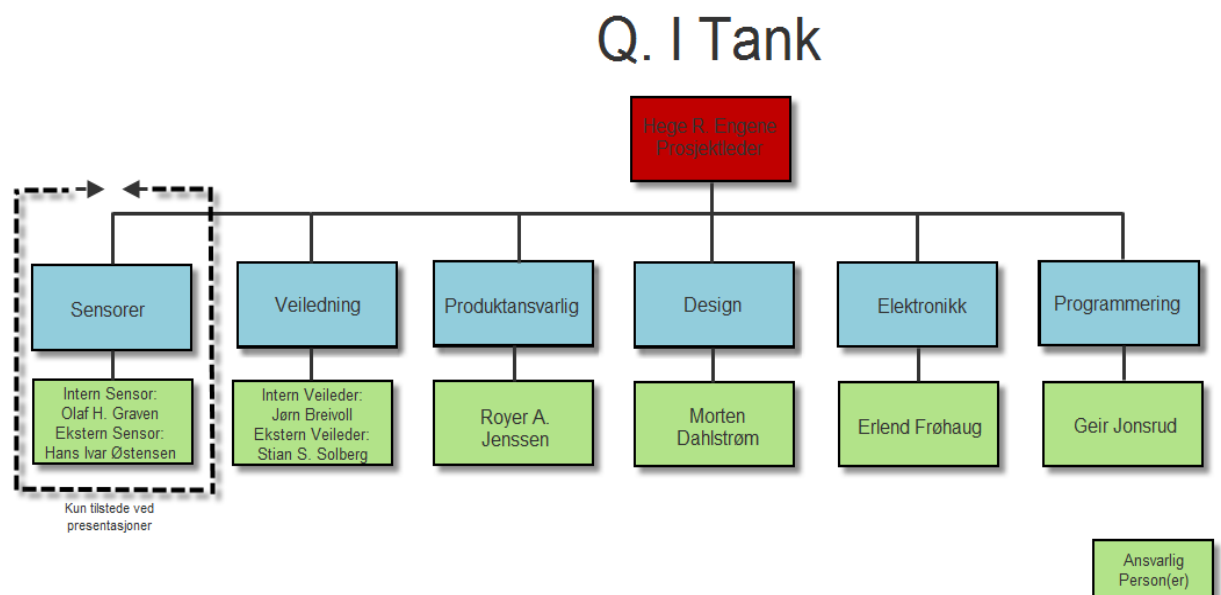 Q. I Tank
Hege R. Engene
Prosjektleder
Sensorer
Veiledning
Produktansvarlig
Design
Elektronikk
Programmering
Intern Sensor:
Olaf H. Graven
Ekstern Sensor:
Hans Ivar Østensen
Intern Veileder:
Jørn Breivoll
Ekstern Veileder:
Stian S. Solberg
Royer A.
Jenssen
Morten
Dahlstrøm
Erlend Frøhaug
Geir Jonsrud
Kun tilstede ved
presentasjoner
Ansvarlig
Person(er)